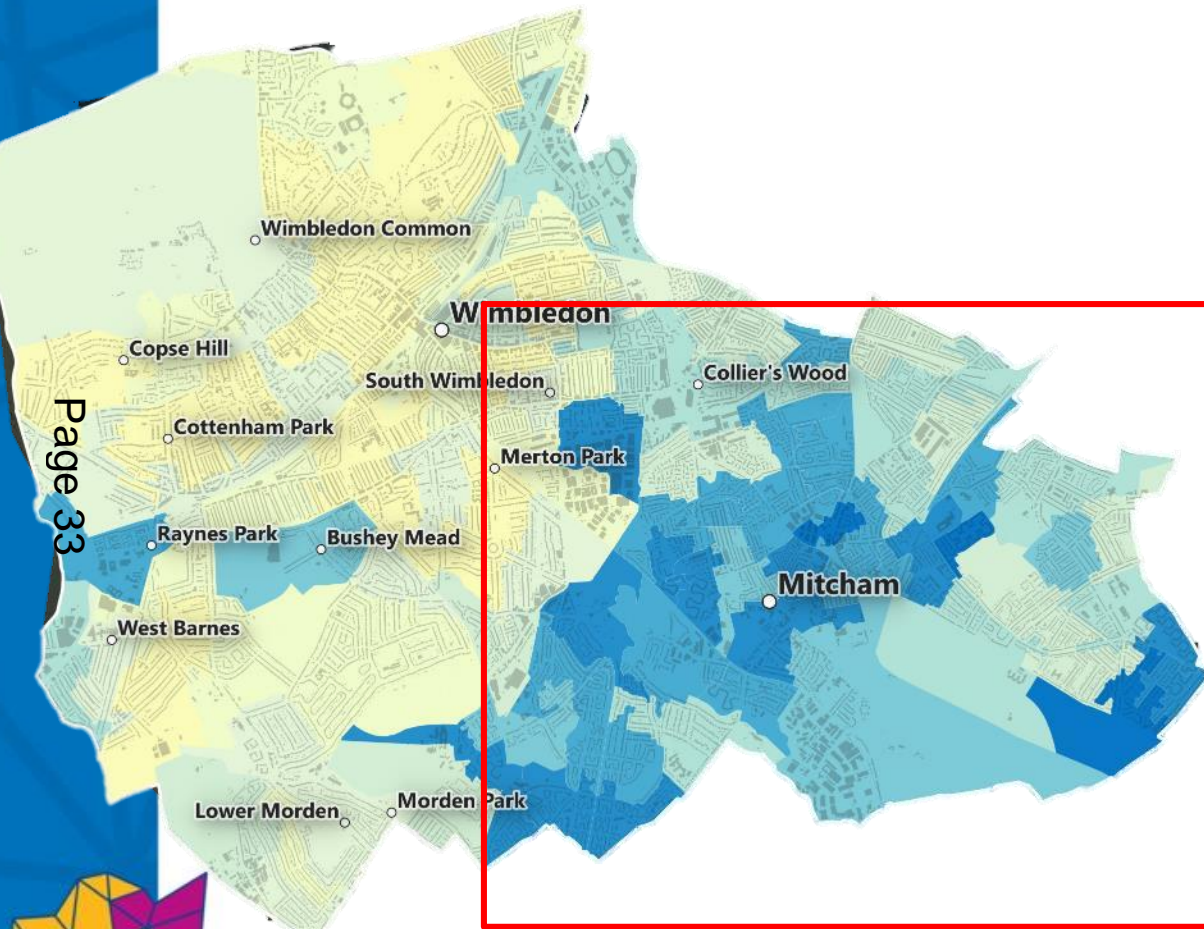 Wimbledon Common
Wimbledon
Copse Hill
South Wimbledon
Collier's Wood
Cottenham Park
Merton Park
Page 33
Raynes Park
Bushey Mead
Mitcham
West Barnes
Lower Morden
Morden Park